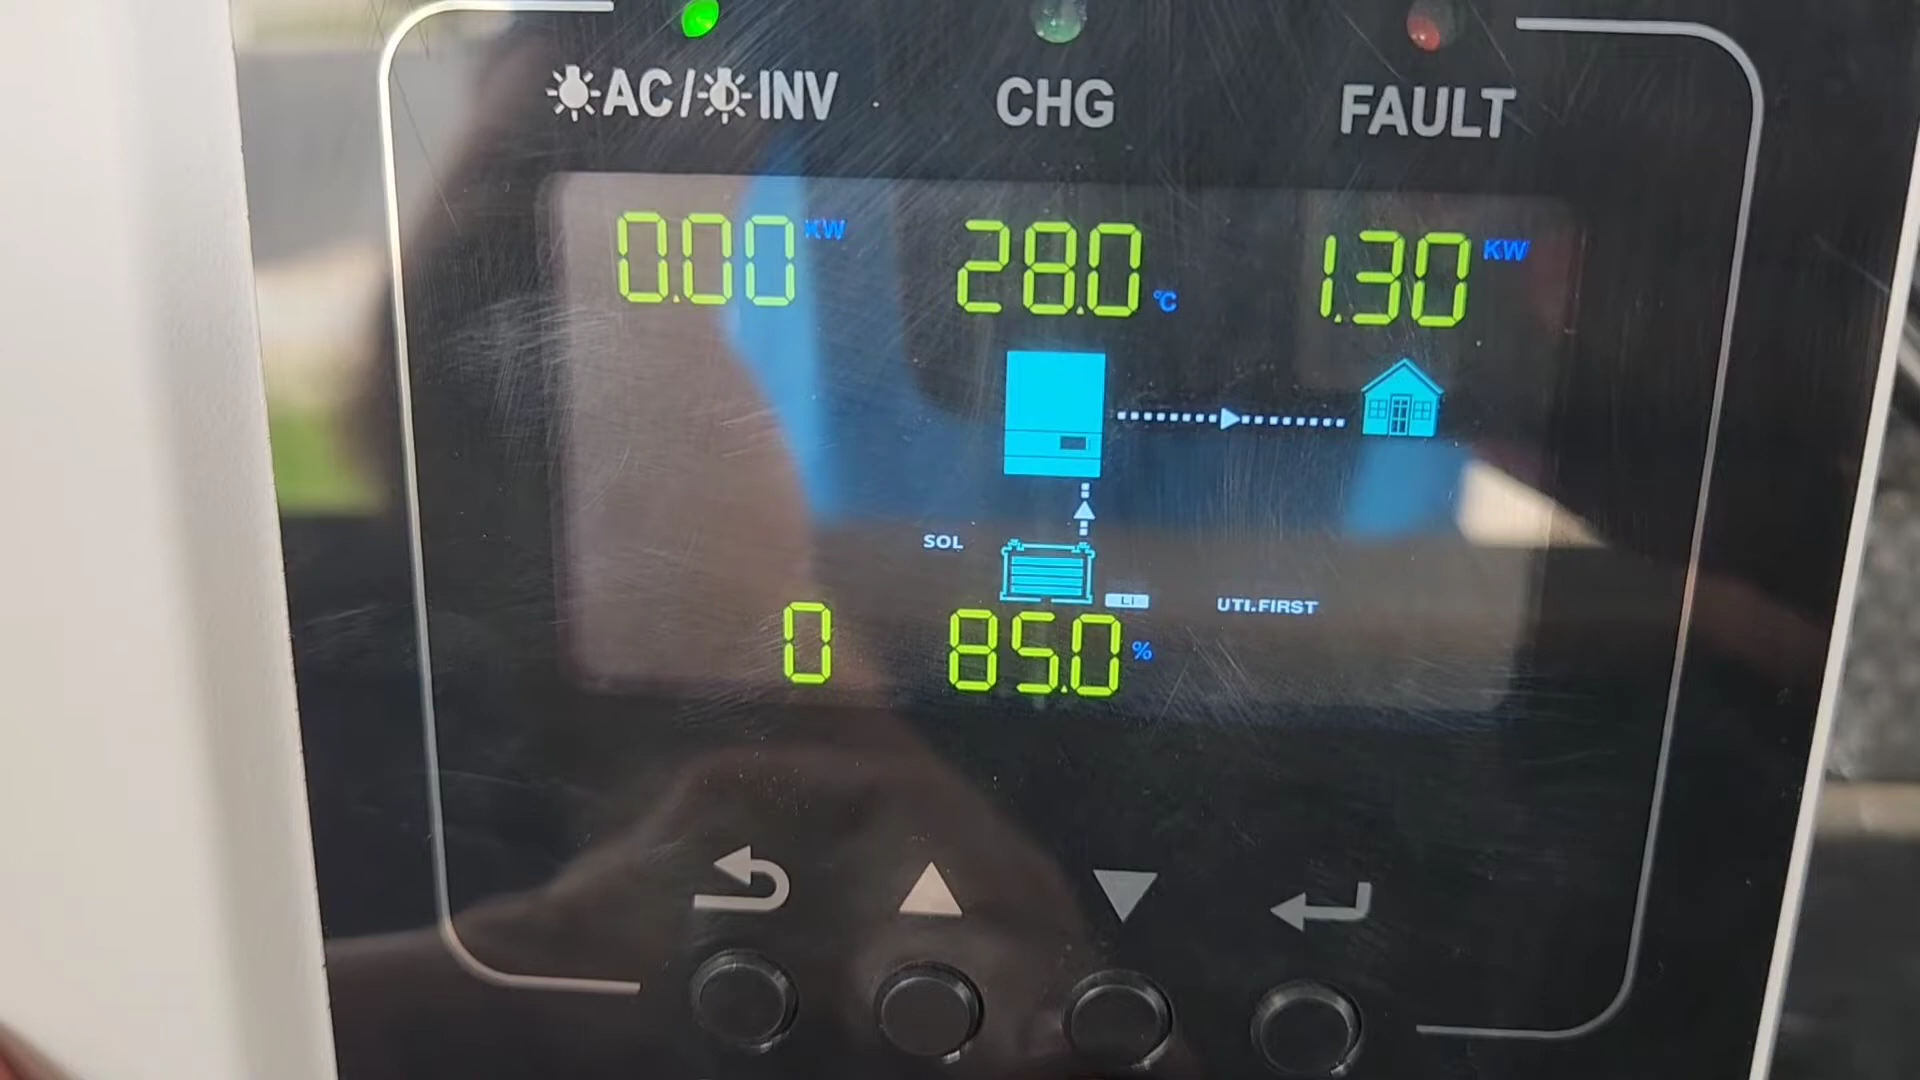 AC/INV CHG FAULT
0.00 KW 28.0 °C 1.30 KW
SOL
LI UTI.FIRST
0 85.0 %